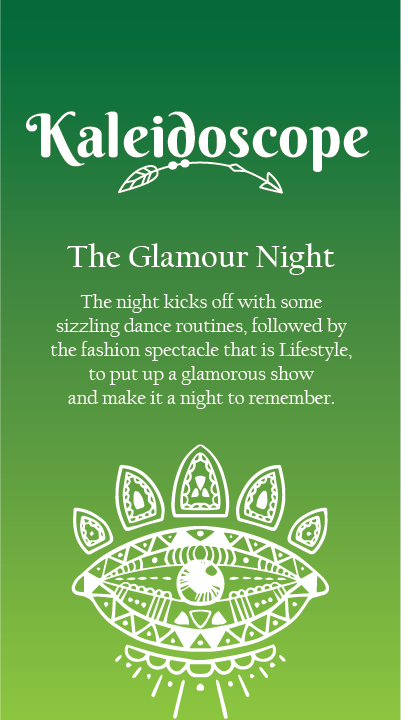 Kaleidoscope
The Glamour Night
The night kicks off with some
sizzling dance routines, followed by
the fashion spectacle that is Lifestyle,
to put up a glamorous show
and make it a night to remember.